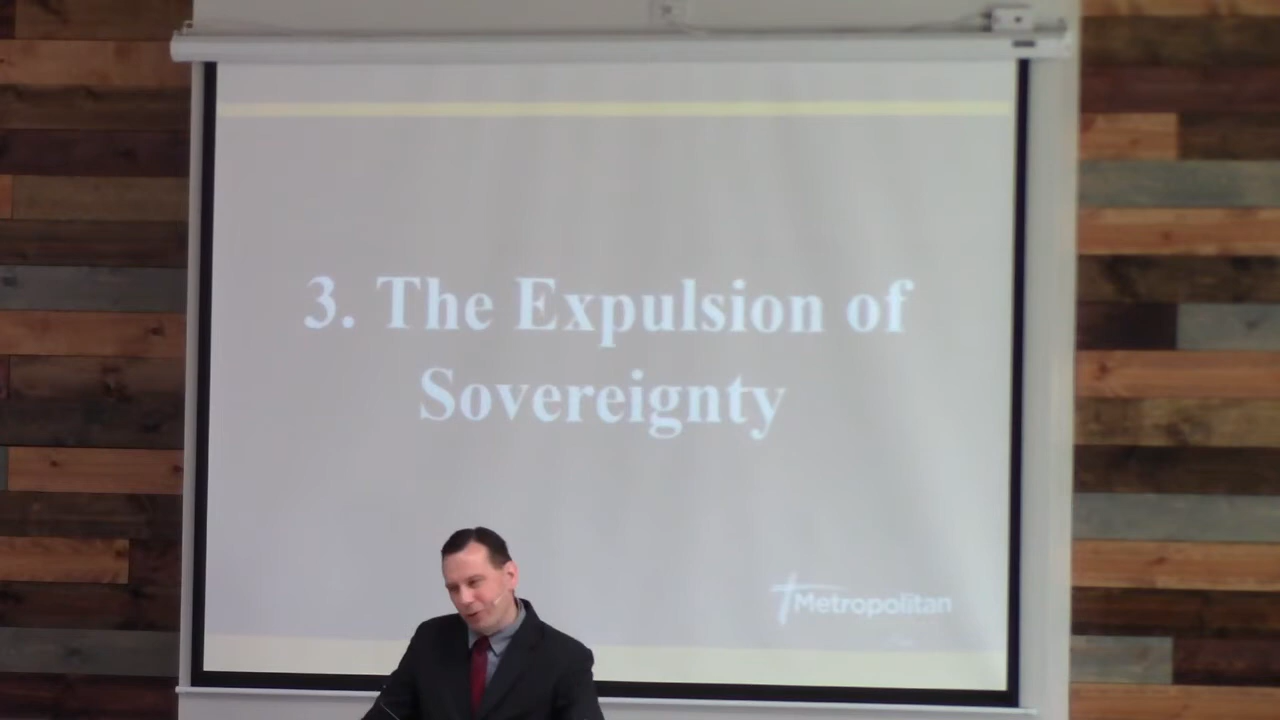 3. The Expulsion of
Sovereignty
Metropolitan